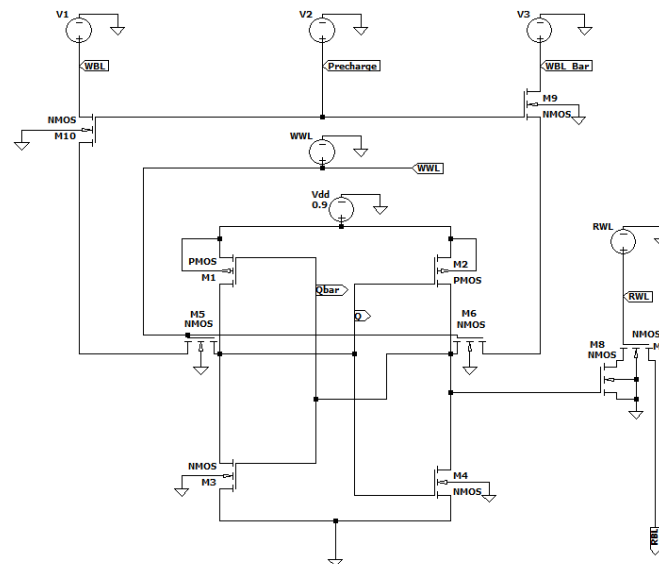 V1
V2
V3
WBL
Precharge
WBL_Bar
NMOS
M10
M9
NMOS
WWL
WWL
Vdd
0.9
RWL
PMOS
M1
M2
PMOS
Qbar
RWL
Q
M5
NMOS
M6
NMOS
NMOS
M8
NMOS
NMOS
M3
M4
NMOS
RBL